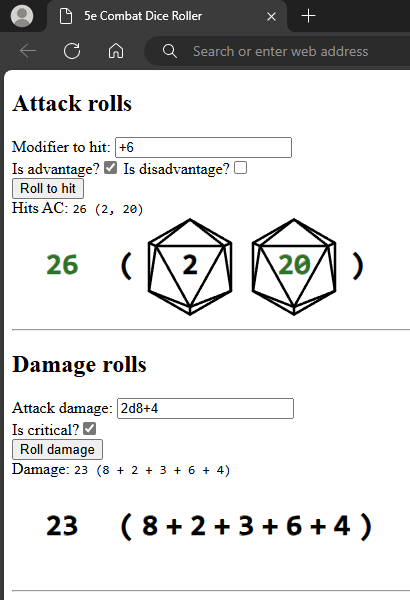 5e Combat Dice Roller
Search or enter web address
Attack rolls
Modifier to hit: +6
Is advantage? Is disadvantage?
Roll to hit
Hits AC: 26 (2, 20)
26 ( 2 20 )
Damage rolls
Attack damage: 2d8+4
Is critical?
Roll damage
Damage: 23 (8 + 2 + 3 + 6 + 4)
23 ( 8 + 2 + 3 + 6 + 4 )